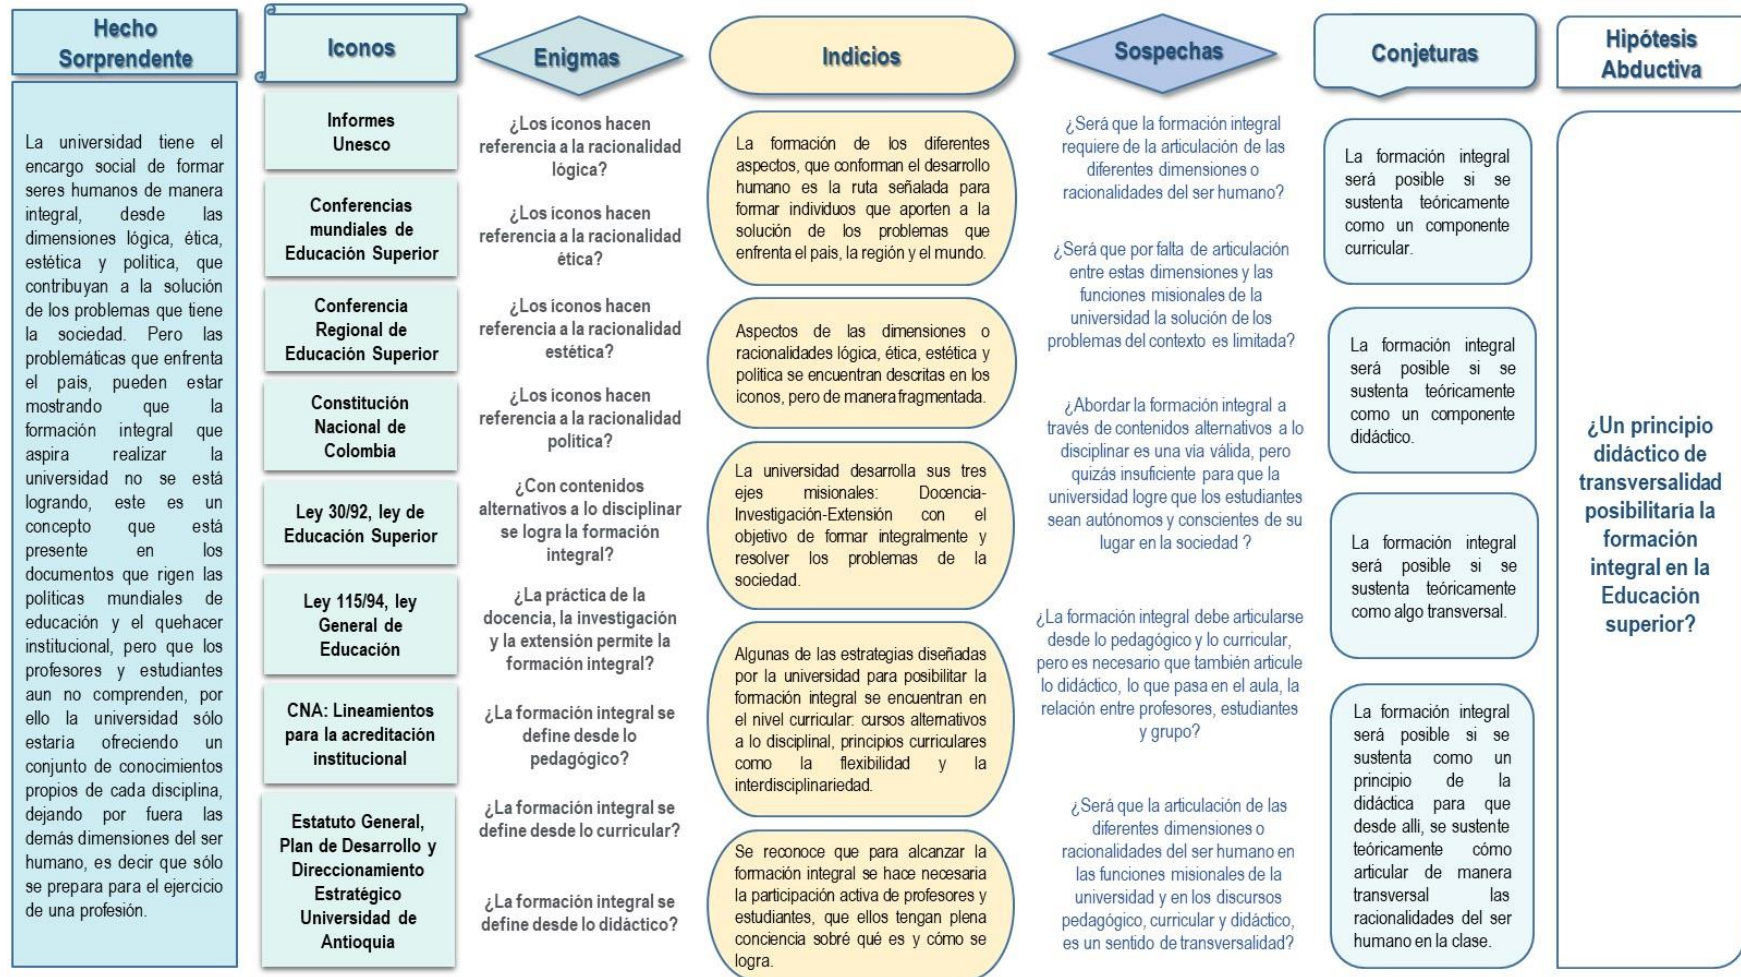 Hecho
Sorprendente
La universidad tiene el
encargo social de formar
seres humanos de manera
integral, desde las
dimensiones lógica, ética,
estética y política, que
contribuyan a la solución
de los problemas que tiene
la sociedad. Pero las
problemáticas que enfrenta
el país, pueden estar
mostrando que la
formación integral que
aspira realizar la
universidad no se está
logrando, este es un
concepto que está
presente en los
documentos que rigen las
políticas mundiales de
educación y el quehacer
institucional, pero que los
profesores y estudiantes
aun no comprenden, por
ello la universidad sólo
estaría ofreciendo un
conjunto de conocimientos
propios de cada disciplina,
dejando por fuera las
demás dimensiones del ser
humano, es decir que sólo
se prepara para el ejercicio
de una profesión.
Iconos
Informes
Unesco
Conferencias
mundiales de
Educación Superior
Conferencia
Regional de
Educación Superior
Constitución
Nacional de
Colombia
Ley 30/92, ley de
Educación Superior
Ley 115/94, ley
General de
Educación
CNA: Lineamientos
para la acreditación
institucional
Estatuto General,
Plan de Desarrollo y
Direccionamiento
Estratégico
Universidad de
Antioquia
Enigmas
¿Los íconos hacen
referencia a la racionalidad
lógica?
¿Los íconos hacen
referencia a la racionalidad
ética?
¿Los íconos hacen
referencia a la racionalidad
estética?
¿Los íconos hacen
referencia a la racionalidad
política?
¿Con contenidos
alternativos a lo disciplinar
se logra la formación
integral?
¿La práctica de la
docencia, la investigación
y la extensión permite la
formación integral?
¿La formación integral se
define desde lo
pedagógico?
¿La formación integral se
define desde lo curricular?
¿La formación integral se
define desde lo didáctico?
Indicios
La formación de los diferentes
aspectos, que conforman el desarrollo
humano es la ruta señalada para
formar individuos que aporten a la
solución de los problemas que
enfrenta el país, la región y el mundo.
Aspectos de las dimensiones o
racionalidades lógica, ética, estética y
política se encuentran descritas en los
iconos, pero de manera fragmentada.
La universidad desarrolla sus tres
ejes misionales: Docencia-
Investigación-Extensión con el
objetivo de formar integralmente y
resolver los problemas de la
sociedad.
Algunas de las estrategias diseñadas
por la universidad para posibilitar la
formación integral se encuentran en
el nivel curricular: cursos alternativos
a lo disciplinal, principios curriculares
como la flexibilidad y la
interdisciplinariedad.
Se reconoce que para alcanzar la
formación integral se hace necesaria
la participación activa de profesores y
estudiantes, que ellos tengan plena
conciencia sobré qué es y cómo se
logra.
Sospechas
¿Será que la formación integral
requiere de la articulación de las
diferentes dimensiones o
racionalidades del ser humano?
¿Será que por falta de articulación
entre estas dimensiones y las
funciones misionales de la
universidad la solución de los
problemas del contexto es limitada?
¿Abordar la formación integral a
través de contenidos alternativos a lo
disciplinar es una vía válida, pero
quizás insuficiente para que la
universidad logre que los estudiantes
sean autónomos y conscientes de su
lugar en la sociedad ?
¿La formación integral debe articularse
desde lo pedagógico y lo curricular,
pero es necesario que también articule
lo didáctico, lo que pasa en el aula, la
relación entre profesores, estudiantes
y grupo?
¿Será que la articulación de las
diferentes dimensiones o
racionalidades del ser humano en
las funciones misionales de la
universidad y en los discursos
pedagógico, curricular y didáctico,
es un sentido de transversalidad?
Conjeturas
La formación integral
será posible si se
sustenta teóricamente
como un componente
curricular.
La formación integral
será posible si se
sustenta teóricamente
como un componente
didáctico.
La formación integral
será posible si se
sustenta teóricamente
como algo transversal.
La formación integral
será posible si se
sustenta como un
principio de la
didáctica para que
desde alli, se sustente
teóricamente cómo
articular de manera
transversal las
racionalidades del ser
humano en la clase.
Hipótesis
Abductiva
¿Un principio
didáctico de
transversalidad
posibilitaría la
formación
integral en la
Educación
superior?